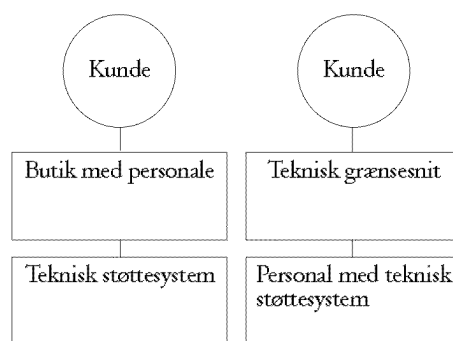 Kunde
Kunde
Butik med personale
Teknisk grænsesnit
Teknisk støttesystem
Personal med teknisk
støttesystem